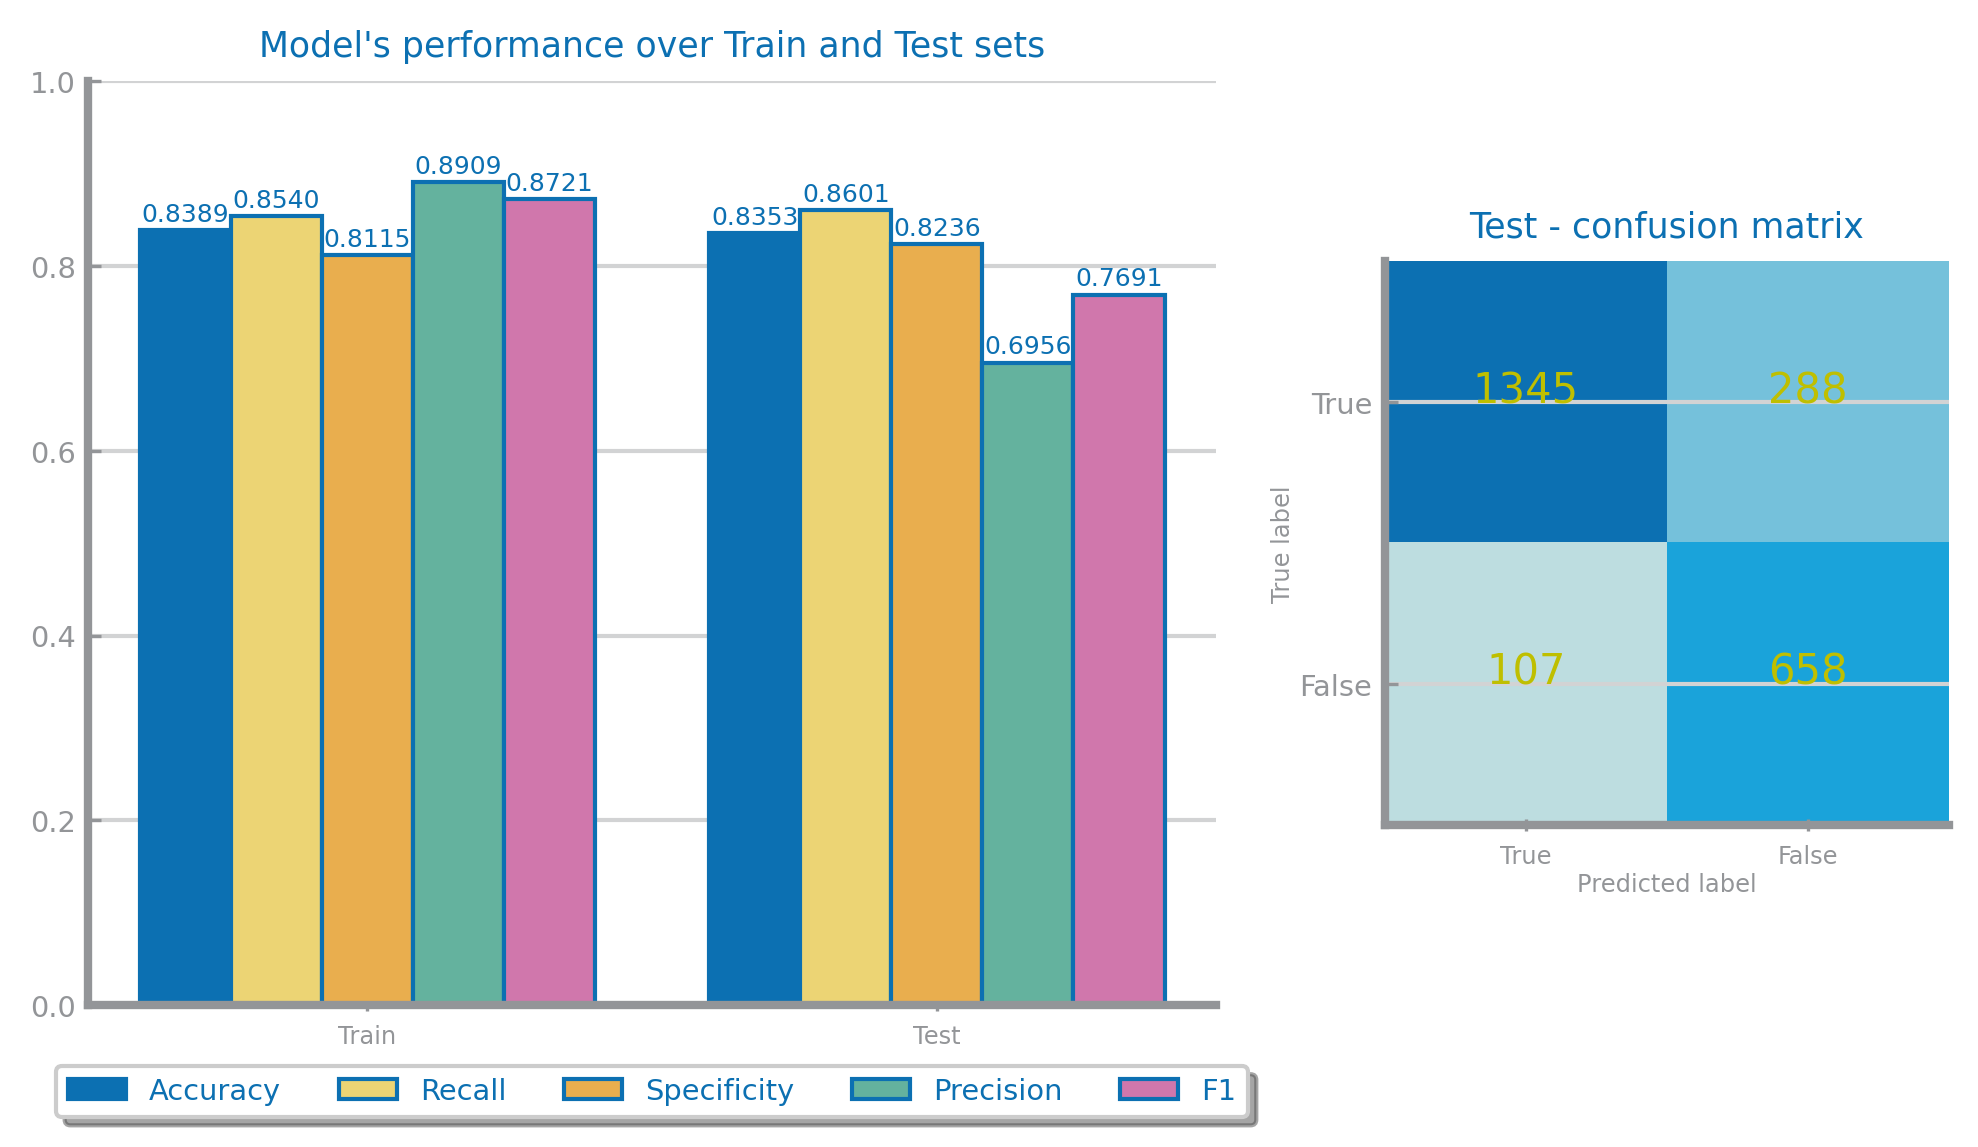 Model's performance over Train and Test sets
1.0
0.8
0.6
0.4
0.2
0.0
0.8389
0.8540
0.8115
0.8909
0.8721
0.8353
0.8601
0.8236
0.6956
0.7691
Train
Test
Accuracy
Recall
Specificity
Precision
F1
Test - confusion matrix
True label
True
False
1345
288
107
658
True
False
Predicted label